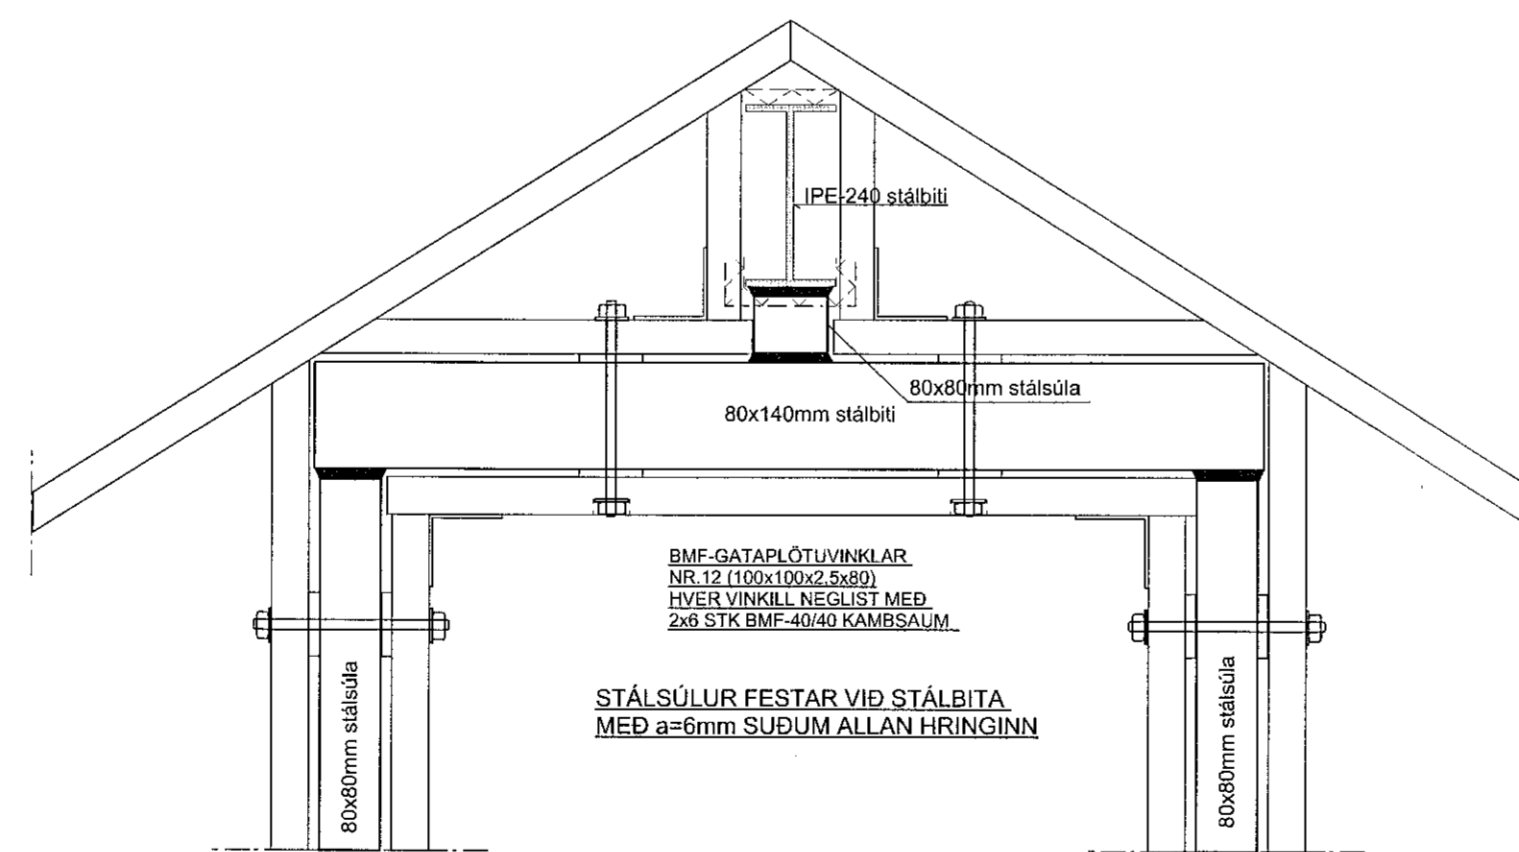 IPE-240 stálbiti
80x80mm stálsúla
80x140mm stálbiti
BMF-GATAPLÖTUVINKLAR
NR.12 (100x100x2,5x80)
HVER VINKILL NEGLIST MEÐ
2x6 STK BMF-40/40 KAMBSAUM
80x80mm stálsúla
80x80mm stálsúla
STÁLSÚLUR FESTAR VIÐ STÁLBITA
MEÐ a=6mm SUÐUM ALLAN HRINGINN